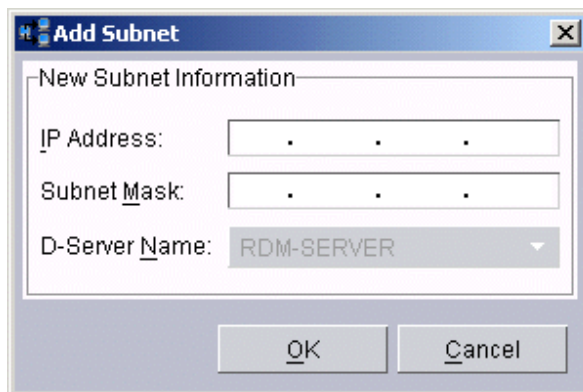 Add Subnet
New Subnet Information
IP Address: . . .
Subnet Mask: . . .
D-Server Name: RDM-SERVER
OK Cancel